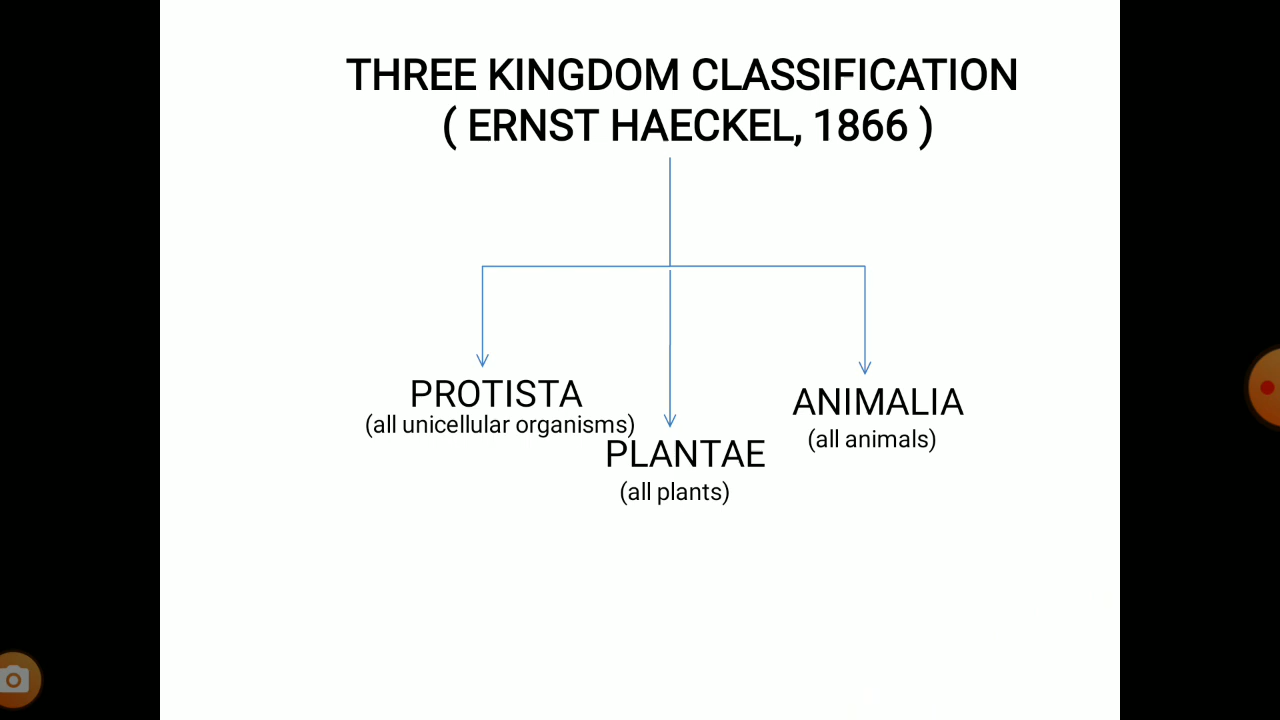 THREE KINGDOM CLASSIFICATION
( ERNST HAECKEL, 1866 )
PROTISTA
(all unicellular organisms)
PLANTAE
(all plants)
ANIMALIA
(all animals)